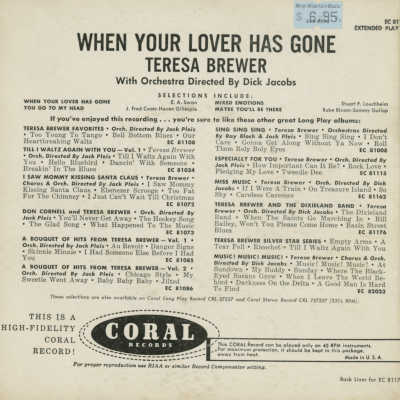 $ 6.95
EC 81
EXTENDED PLAY
WHEN YOUR LOVER HAS GONE
TERESA BREWER
With Orchestra Directed By Dick Jacobs
SELECTIONS INCLUDE:
WHEN YOUR LOVER HAS GONE E. A. Swan
YOU GO TO MY HEAD J. Fred Coots-Haven Gillespie
MIXED EMOTIONS Stuart F. Louchheim
MAYBE YOU'LL BE THERE Rube Bloom-Sammy Gallop
If you've enjoyed this recording . . . you're sure to like these other great Long Play albums:
TERESA BREWER FAVORITES • Orch. Directed By Jack Pleis •
Too Young To Tango • Bell Bottom Blues • Our
Heartbreaking Waltz
EC 81108
TILL I WALTZ AGAIN WITH YOU – Vol. 1 • Teresa Brewer
• Orch. Directed By Jack Pleis • Till I Waltz Again With
You • Hello Bluebird • Dancin' With Someone •
Breakin' In the Blues
EC 81034
I SAW MOMMY KISSING SANTA CLAUS • Teresa Brewer •
Chorus & Orch. Directed By Jack Pleis • I Saw Mommy
Kissing Santa Claus • Ebenezer Scrooge • Too Fat
For The Chimney • I Just Can't Wait Till Christmas
EC 81072
DON CORNELL and TERESA BREWER • Orch. Directed By
Jack Pleis • You'll Never Get Away • The Hookey Song
• The Glad Song • What Happened To The Music
EC 81073
A BOUQUET OF HITS FROM TERESA BREWER – Vol. 1 •
Orch. Directed By Jack Pleis • Au Revoir • Danger Signs
• Skinnie Minnie • I Had Someone Else Before I Had
You
EC 81085
A BOUQUET OF HITS FROM TERESA BREWER – Vol. 2 •
Orch. Directed By Jack Pleis • Chicago Style • My
Sweetie Went Away • Baby Baby Baby • Jilted
EC 81086
SING SING SING • Teresa Brewer • Orchestras Directed
By Ray Bloch & Jack Pleis • Sing Sing Sing • I Don't
Care • Gonna Get Along Without Ya Now • Roll
Them Roly Boly Eyes
EC 81088
ESPECIALLY FOR YOU • Teresa Brewer • Orch. Directed By
Jack Pleis • How Important Can It Be? • Rock Love •
Pledging My Love • Tweedle Dee
EC 81115
MISS MUSIC • Teresa Brewer • Orch. Directed By Dick
Jacobs • If I Were A Train • On Treasure Island • So
Shy • Careless Caresses
EC 81162
TERESA BREWER AND THE DIXIELAND BAND • Teresa
Brewer • Orch. Directed By Dick Jacobs • The Dixieland
Band • When The Saints Go Marching In • Bill
Bailey, Won't You Please Come Home • Basin Street
Blues
EC 81176
TERESA BREWER SILVER STAR SERIES • Empty Arms • A
Tear Fell • Ricochet • Till I Waltz Again With You
MUSIC! MUSIC! MUSIC! • Teresa Brewer • Chorus & Orch.
Directed By Dick Jacobs • Music! Music! Music! • At
Sundown • My Buddy • Sunday • Where The Black-
Eyed Susans Grow • When I Leave The World Be-
hind • Darkness On the Delta • A Good Man Is Hard
To Find
EC 82023
These selections are also available on Coral Long Play Record CRL 57257 and Coral Stereo Record CRL 757257 (33⅓ RPM).
THIS IS A
HIGH-FIDELITY
CORAL RECORD!
CORAL
RECORDS
This CORAL Record can be played only on 45 RPM instruments.
For maximum protection, it should be kept in this package,
away from heat.
Made in U. S. A.
For proper reproduction use RIAA or similar Record Compensator setting.
Back Liner for EC 8117